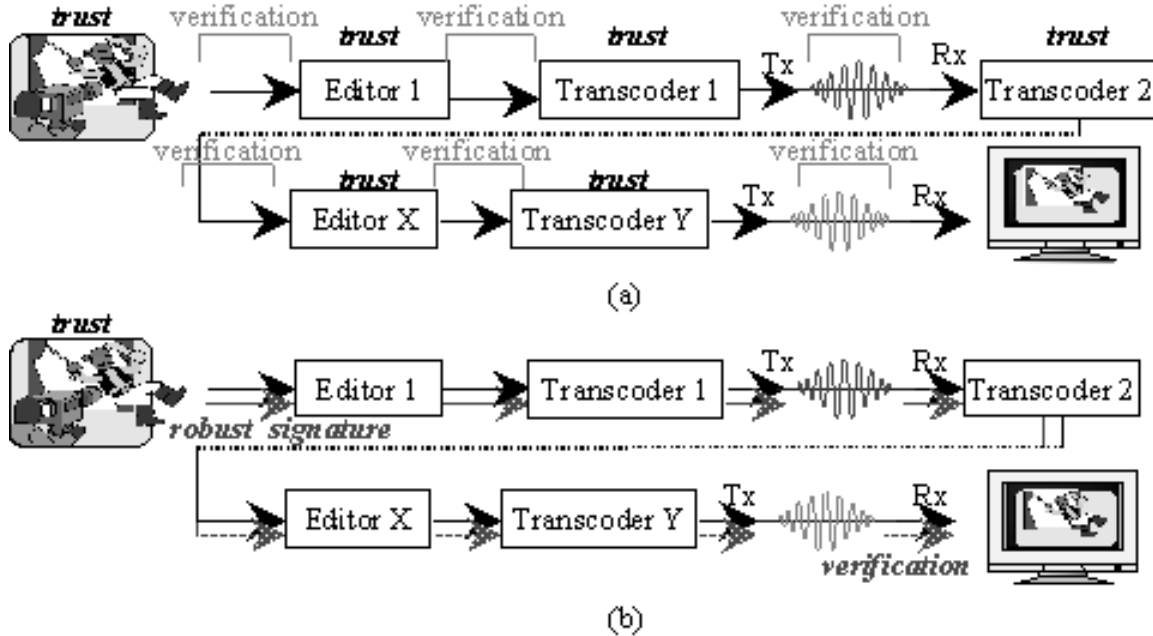 trust verification verification verification
trust trust trust
Editor 1 Transcoder 1 Tx Rx Transcoder 2
verification verification verification
trust trust
Editor X Transcoder Y Tx Rx
(a)
trust
Editor 1 Transcoder 1 Tx Rx Transcoder 2
robust signature
Editor X Transcoder Y Tx Rx
verification
(b)